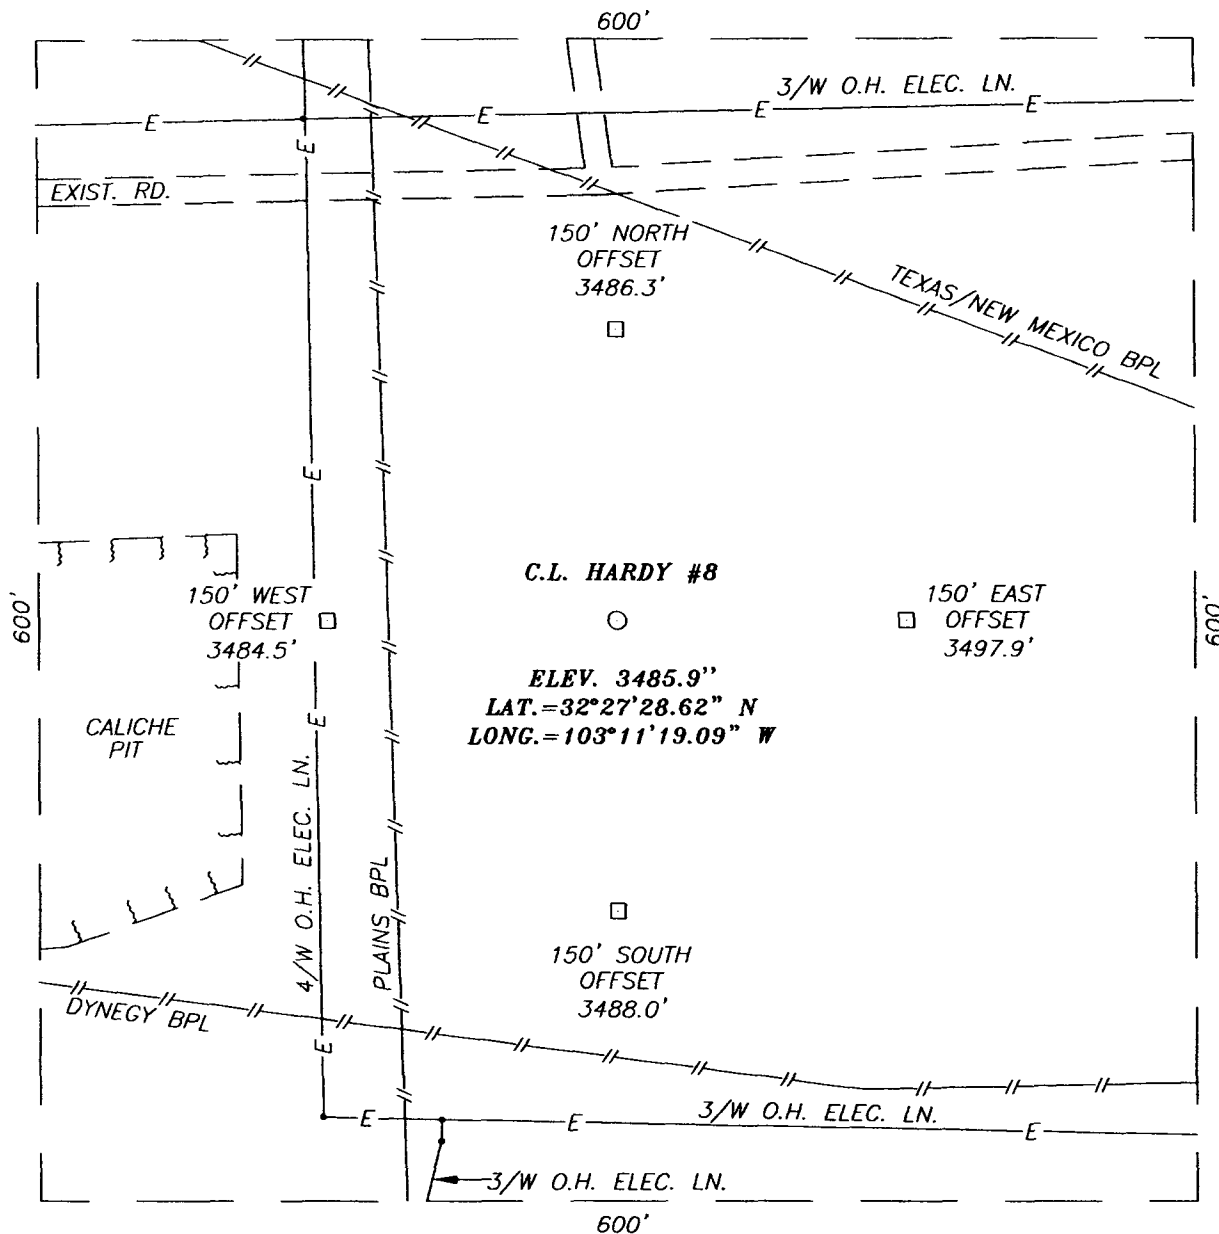 600'
3/W O.H. ELEC. LN.
E
E
E
E
E
EXIST. RD.
150' NORTH
OFFSET
3486.3'
TEXAS/NEW MEXICO BPL
E
C.L. HARDY #8
600'
150' WEST
OFFSET
3484.5'
150' EAST
OFFSET
3497.9'
600'
ELEV. 3485.9''
LAT.=32°27'28.62" N
LONG.=103°11'19.09" W
CALICHE
PIT
E
4/W O.H. ELEC. LN.
PLAINS BPL
150' SOUTH
OFFSET
3488.0'
DYNEGY BPL
E
3/W O.H. ELEC. LN.
E
E
E
3/W O.H. ELEC. LN.
600'